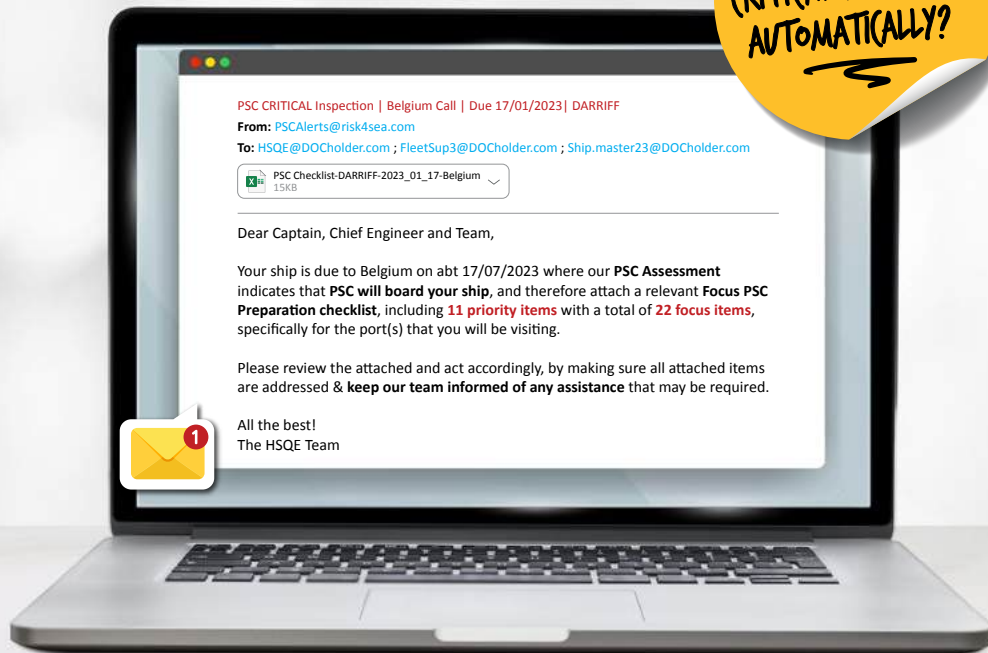 AUTOMATICALLY?
PSC CRITICAL Inspection | Belgium Call | Due 17/01/2023| DARRIFF
From: PSCAlerts@risk4sea.com
To: HSQE@DOCholder.com ; FleetSup3@DOCholder.com ; Ship.master23@DOCholder.com
PSC Checklist-DARRIFF-2023_01_17-Belgium
15KB
Dear Captain, Chief Engineer and Team,
Your ship is due to Belgium on abt 17/07/2023 where our PSC Assessment
indicates that PSC will board your ship, and therefore attach a relevant Focus PSC
Preparation checklist, including 11 priority items with a total of 22 focus items,
specifically for the port(s) that you will be visiting.
Please review the attached and act accordingly, by making sure all attached items
are addressed & keep our team informed of any assistance that may be required.
All the best!
The HSQE Team
1